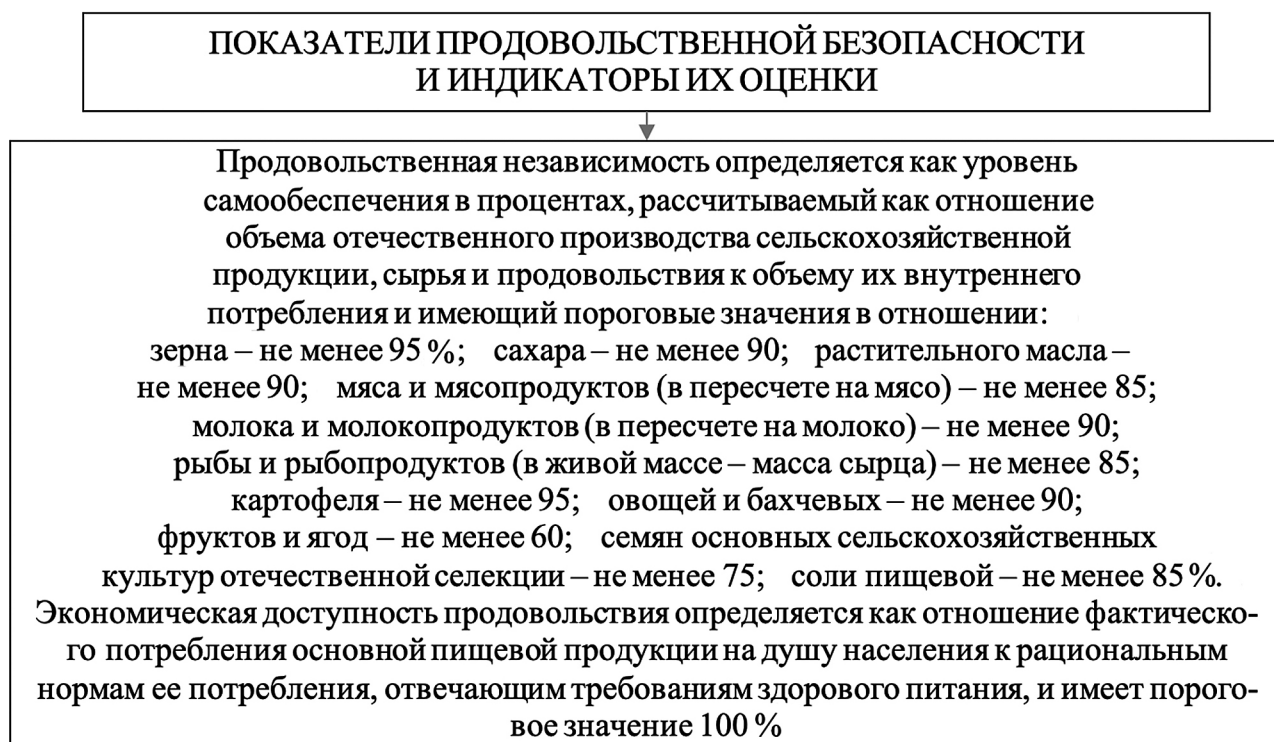 ПОКАЗАТЕЛИ ПРОДОВОЛЬСТВЕННОЙ БЕЗОПАСНОСТИ
И ИНДИКАТОРЫ ИХ ОЦЕНКИ
Продовольственная независимость определяется как уровень
самообеспечения в процентах, рассчитываемый как отношение
объема отечественного производства сельскохозяйственной
продукции, сырья и продовольствия к объему их внутреннего
потребления и имеющий пороговые значения в отношении:
зерна – не менее 95 %; сахара – не менее 90; растительного масла –
не менее 90; мяса и мясопродуктов (в пересчете на мясо) – не менее 85;
молока и молокопродуктов (в пересчете на молоко) – не менее 90;
рыбы и рыбопродуктов (в живой массе – масса сырца) – не менее 85;
картофеля – не менее 95; овощей и бахчевых – не менее 90;
фруктов и ягод – не менее 60; семян основных сельскохозяйственных
культур отечественной селекции – не менее 75; соли пищевой – не менее 85 %.
Экономическая доступность продовольствия определяется как отношение фактическо-
го потребления основной пищевой продукции на душу населения к рациональным
нормам ее потребления, отвечающим требованиям здорового питания, и имеет порого-
вое значение 100 %